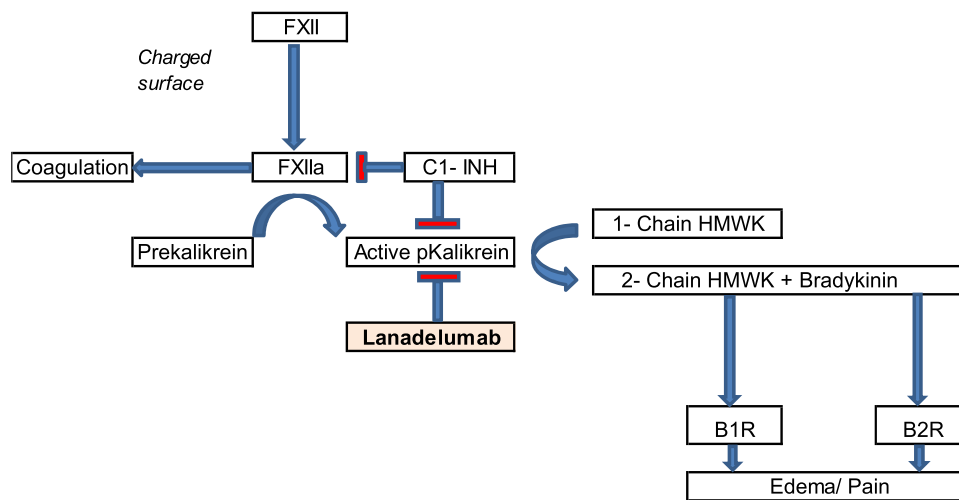 FXII
Charged
surface
Coagulation
FXIIa
C1- INH
Prekalikrein
Active pKalikrein
1- Chain HMWK
2- Chain HMWK + Bradykinin
Lanadelumab
B1R
B2R
Edema/ Pain